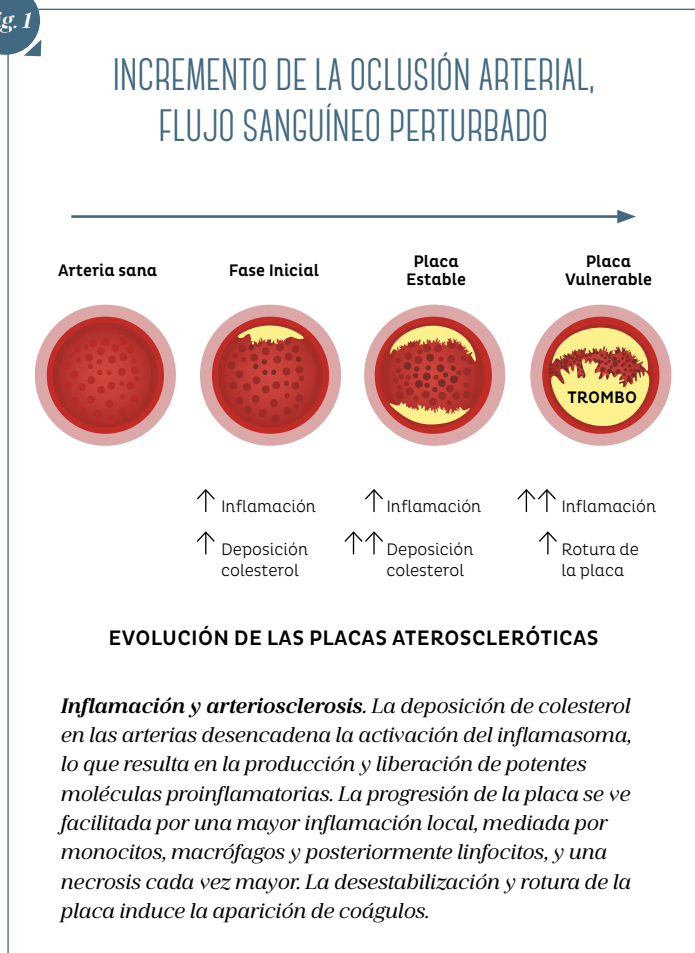 ig. 1
INCREMENTO DE LA OCLUSIÓN ARTERIAL,
FLUJO SANGUÍNEO PERTURBADO
Arteria sana
Fase Inicial
Placa
Estable
Placa
Vulnerable
TROMBO
↑ Inflamación
↑ Inflamación
↑↑ Inflamación
↑ Deposición
colesterol
↑↑ Deposición
colesterol
↑ Rotura de
la placa
EVOLUCIÓN DE LAS PLACAS ATEROSCLERÓTICAS
Inflamación y arteriosclerosis. La deposición de colesterol
en las arterias desencadena la activación del inflamasoma,
lo que resulta en la producción y liberación de potentes
moléculas proinflamatorias. La progresión de la placa se ve
facilitada por una mayor inflamación local, mediada por
monocitos, macrófagos y posteriormente linfocitos, y una
necrosis cada vez mayor. La desestabilización y rotura de la
placa induce la aparición de coágulos.